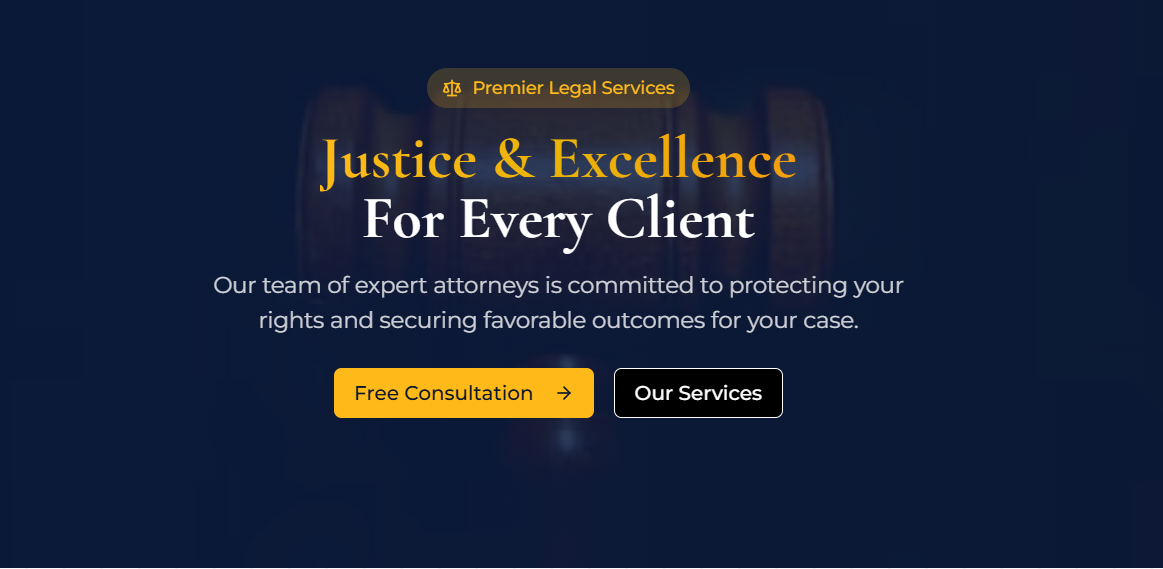 Premier Legal Services
Justice & Excellence
For Every Client
Our team of expert attorneys is committed to protecting your
rights and securing favorable outcomes for your case.
Free Consultation →
Our Services